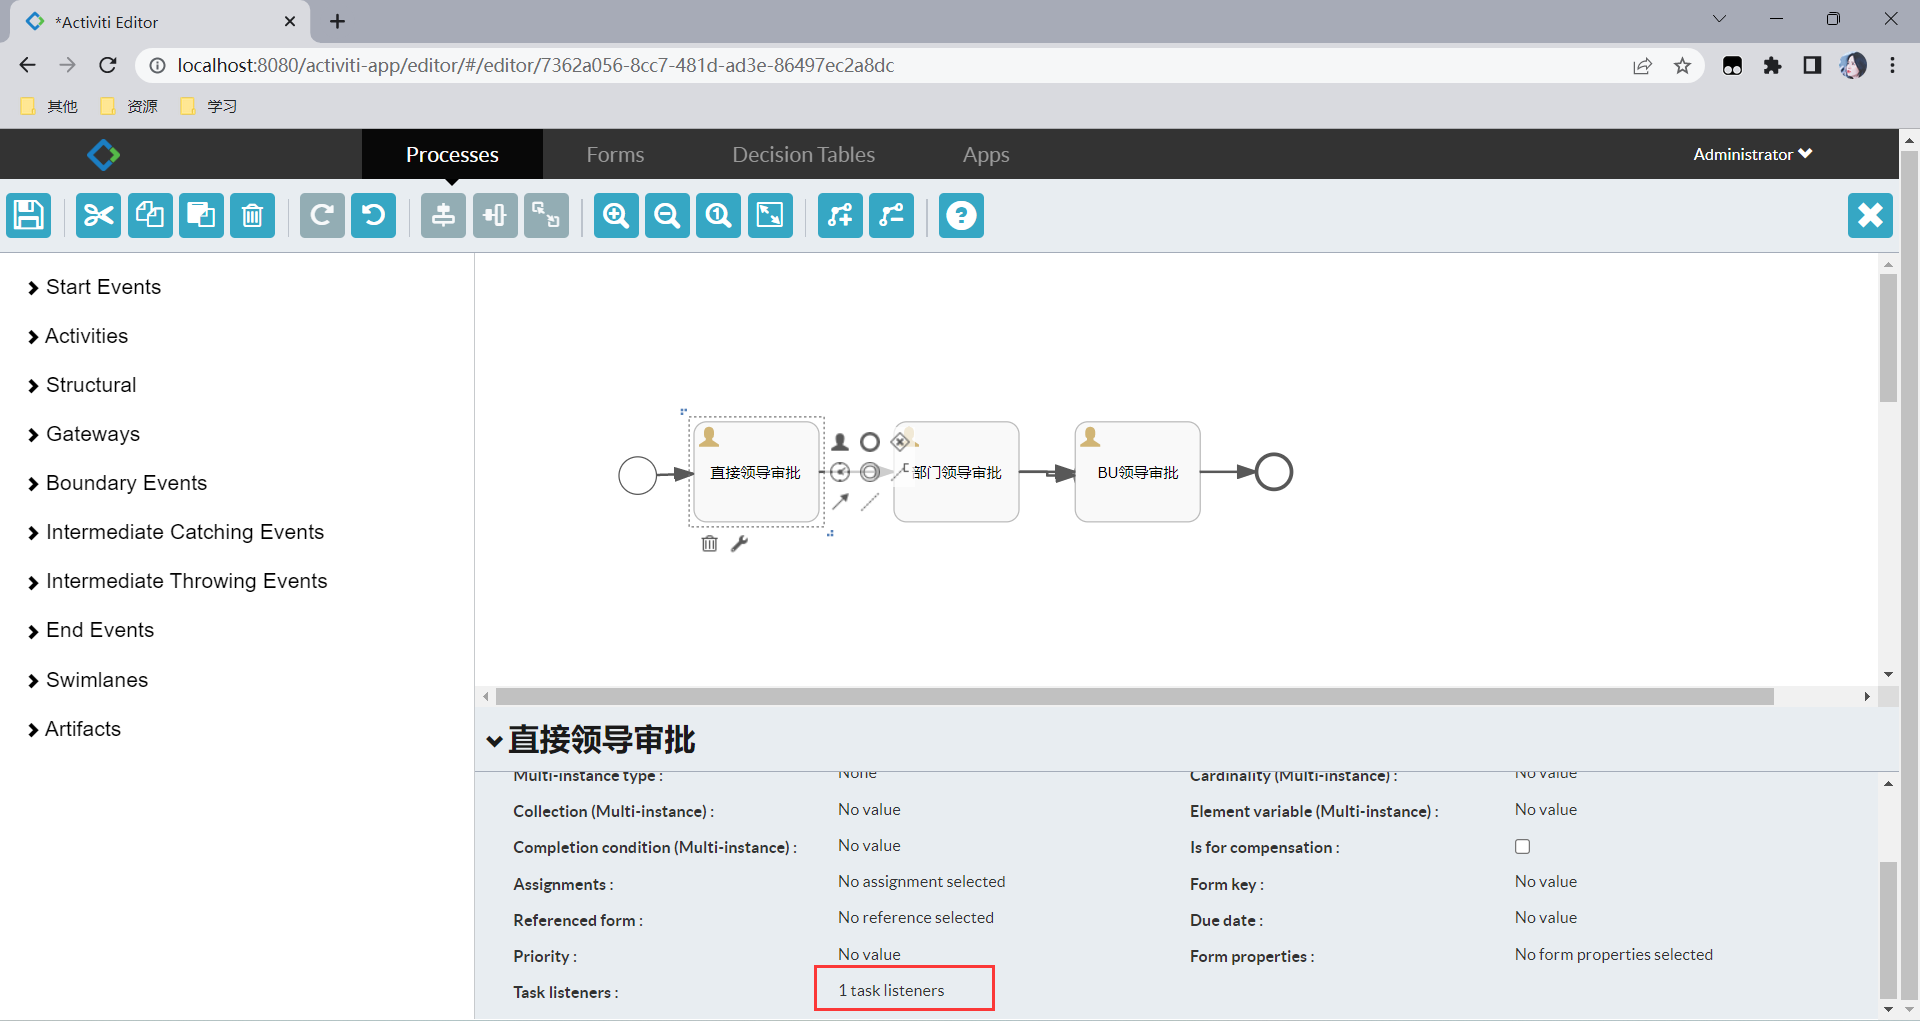 *Activiti Editor
localhost:8080/activiti-app/editor/#/editor/7362a056-8cc7-481d-ad3e-86497ec2a8dc
其他 资源 学习
Processes Forms Decision Tables Apps Administrator
Start Events
Activities
Structural
Gateways
Boundary Events
Intermediate Catching Events
Intermediate Throwing Events
End Events
Swimlanes
Artifacts
直接领导审批 部门领导审批 BU领导审批
直接领导审批
Multi-instance type : None Cardinality (Multi-instance) : No value
Collection (Multi-instance) : No value Element variable (Multi-instance) : No value
Completion condition (Multi-instance) : No value Is for compensation :
Assignments : No assignment selected Form key : No value
Referenced form : No reference selected Due date : No value
Priority : No value Form properties : No form properties selected
Task listeners : 1 task listeners